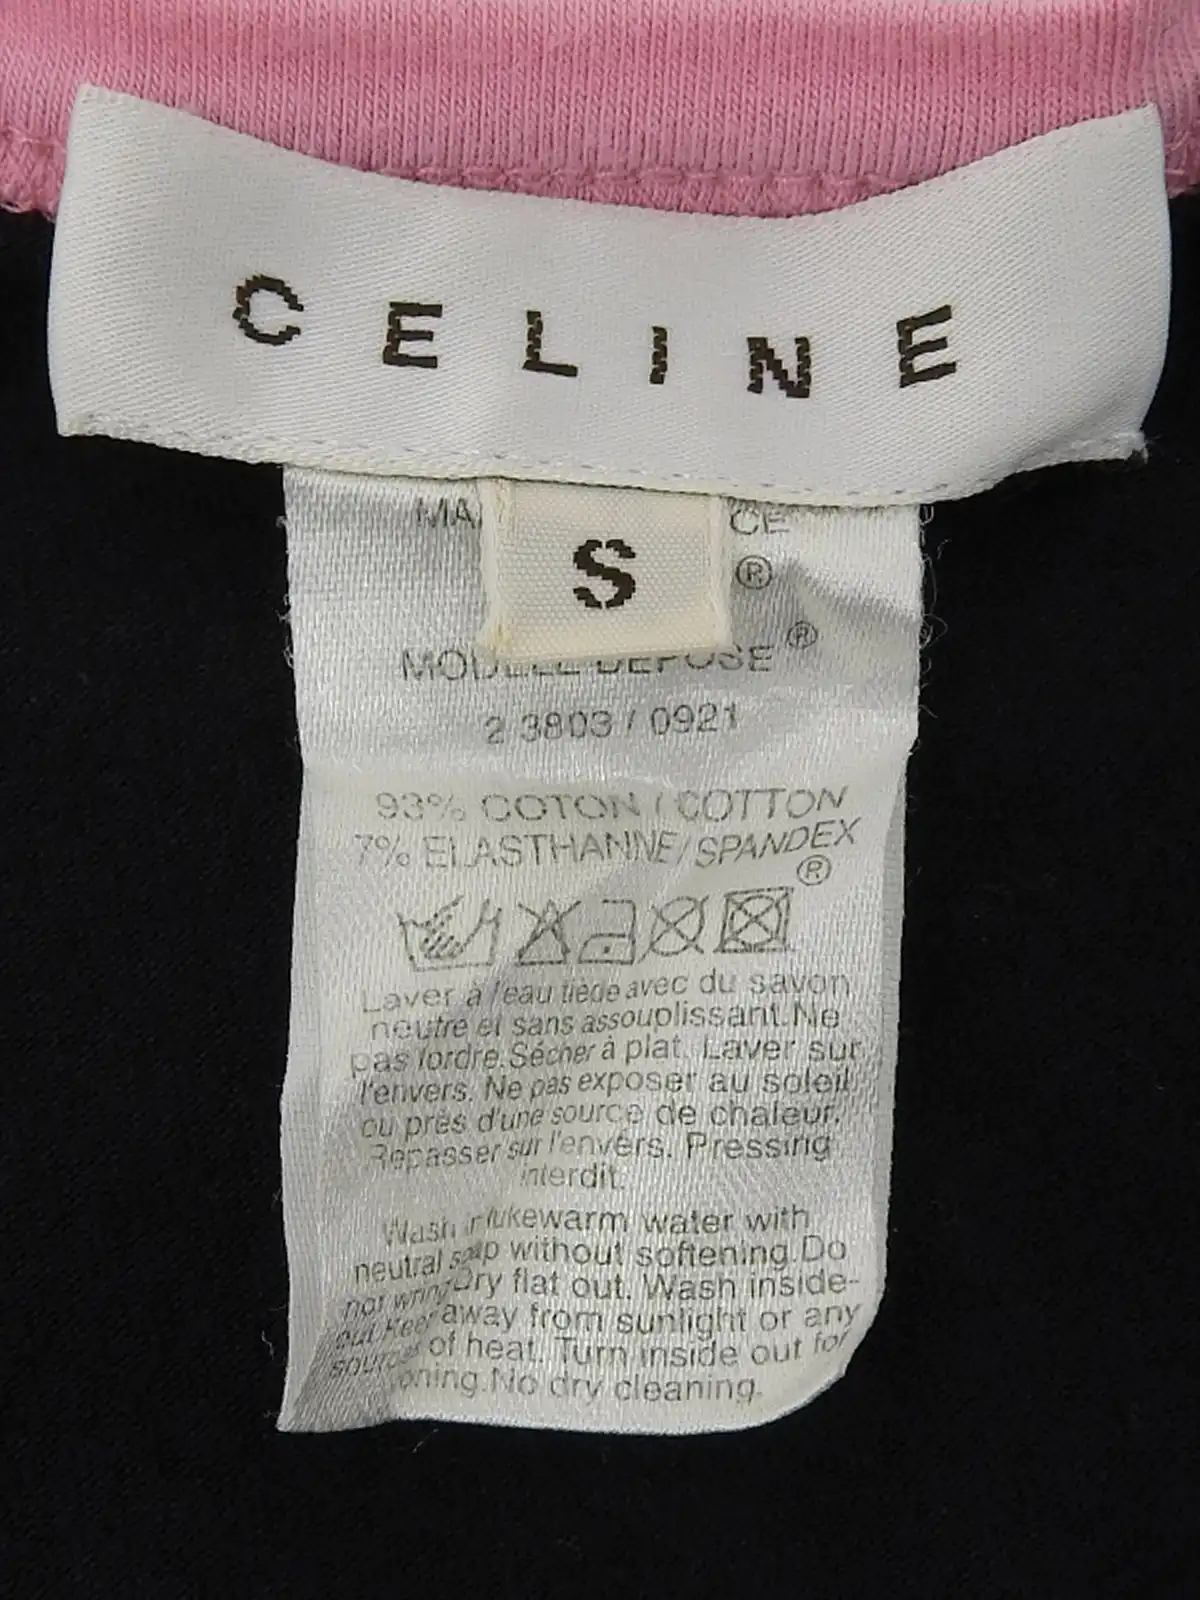 CELINE
S
MA CE
®
MODELE DEPOSE ®
2 3803 / 0921
93% COTON / COTTON
7% ELASTHANNE/SPANDEX
®
Laver à l'eau tiède avec du savon
neutre et sans assouplissant.Ne
pas tordre.Sécher à plat. Laver sur
l'envers. Ne pas exposer au soleil
ou près d'une source de chaleur.
Repasser sur l'envers. Pressing
interdit.
Wash in lukewarm water with
neutral soap without softening.Do
not wring.Dry flat out. Wash inside-
out.Keep away from sunlight or any
sources of heat. Turn inside out for
oning.No dry cleaning.